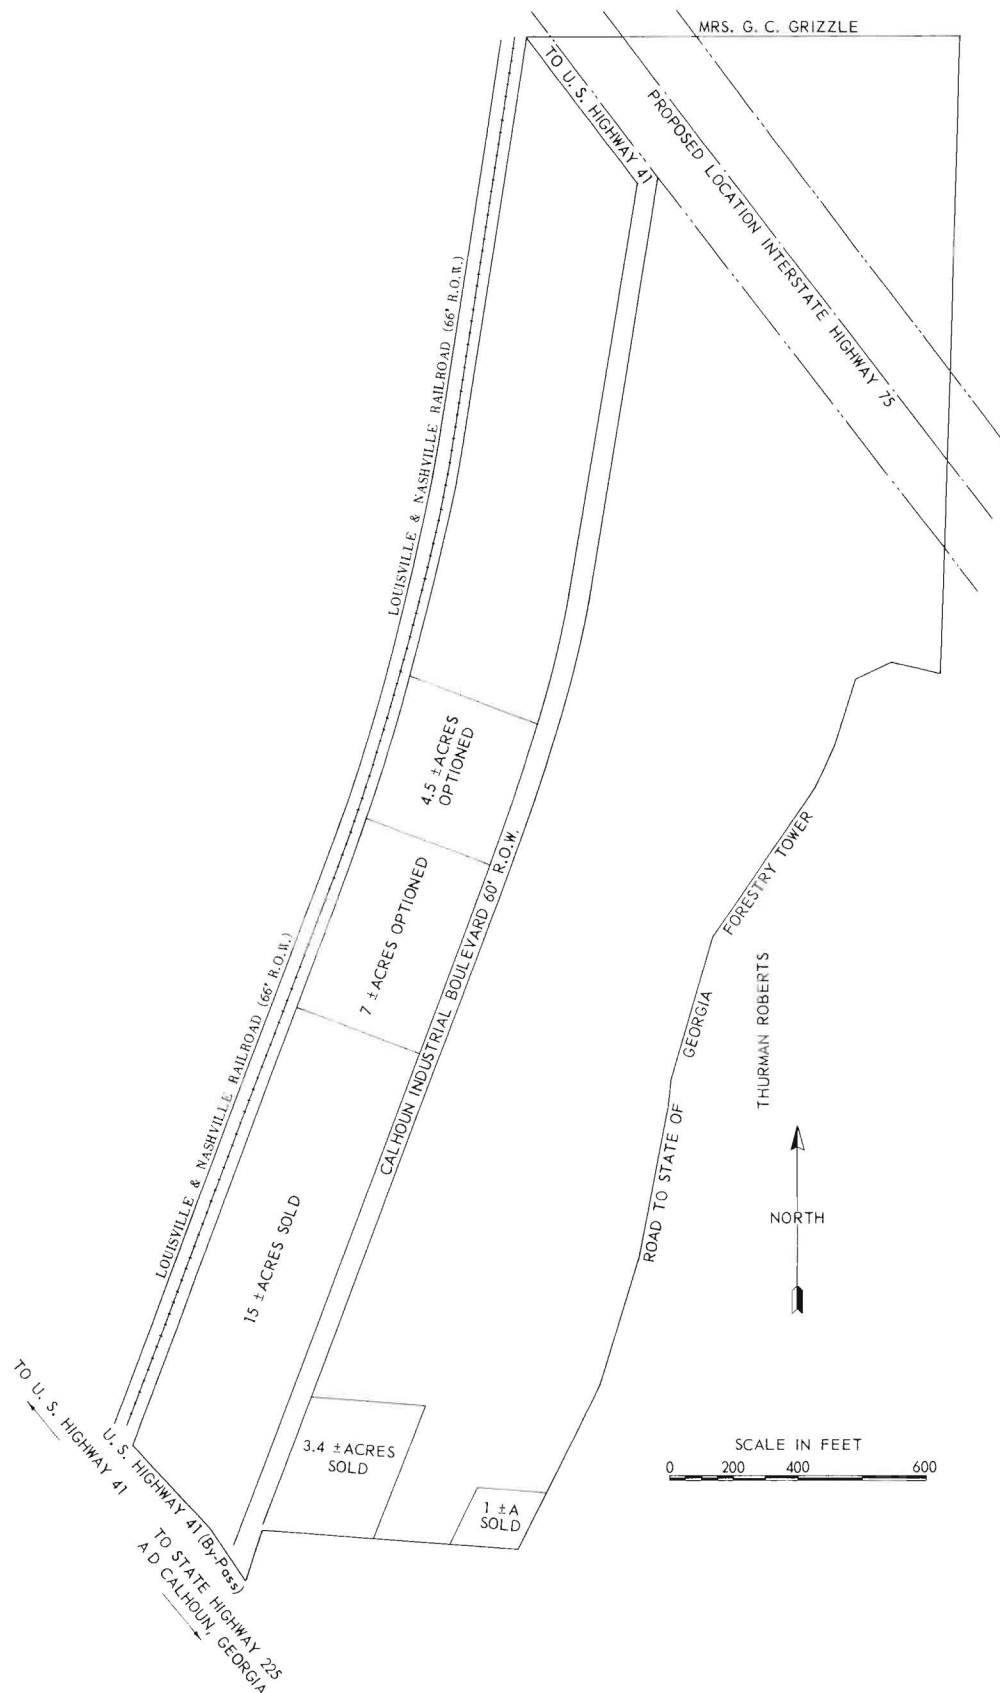 MRS. G. C. GRIZZLE
TO U. S. HIGHWAY 41
PROPOSED LOCATION INTERSTATE HIGHWAY 75
LOUISVILLE & NASHVILLE RAILROAD (66' R.O.W.)
4.5 ±ACRES
OPTIONED
7 ±ACRES OPTIONED
CALHOUN INDUSTRIAL BOULEVARD 60' R.O.W.
FORESTRY TOWER
THURMAN ROBERTS
ROAD TO STATE OF GEORGIA
LOUISVILLE & NASHVILLE RAILROAD (66' R.O.W.)
15 ±ACRES SOLD
NORTH
3.4 ±ACRES
SOLD
1 ±A
SOLD
SCALE IN FEET
0 200 400 600
TO U. S. HIGHWAY 41
U. S. HIGHWAY 41 (By-Pass)
TO STATE HIGHWAY 225
A D CALHOUN, GEORGIA